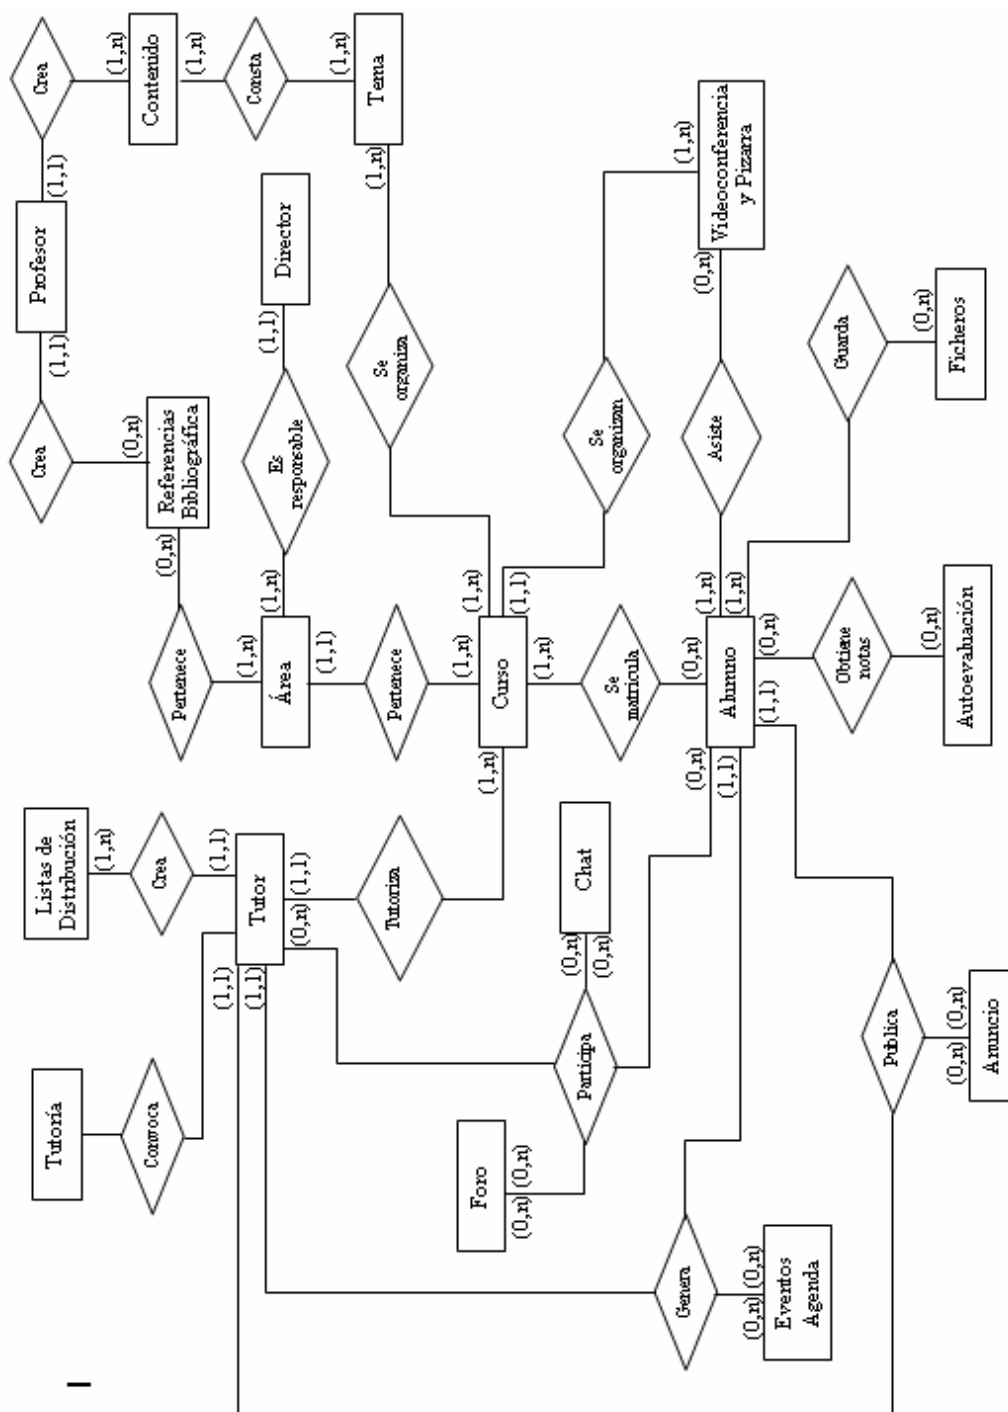 Tutoría
Listas de
Distribución
(1,n)
Crea
(1,1)
Profesor
(1,1)
Crea
(1,n)
Contenido
(1,n)
Convoca
Crea
(0,n)
Referencias
Bibliográfica
(0,n)
Pertenece
(1,n)
(1,1)
(1,1)
(1,1)
Tutor
(1,1)
(0,n)
Área
(1,n)
(1,1)
Es
responsable
(1,1)
Director
Consta
(1,n)
Tema
(1,n)
Tutoriza
Pertenece
Se
organiza
(1,n)
(1,n)
Curso
(1,n)
(1,1)
(1,n)
Foro
(0,n)
(0,n)
Participa
(0,n)
(0,n)
Chat
Se
matrícula
Se
organizan
(1,n)
Videoconferencia
y Pizarra
(0,n)
Asiste
(0,n)
(1,1)
(0,n)
Alumno
(1,n)
(1,n)
(0,n)
(1,1)
Genera
(0,n)
(0,n)
Eventos
Agenda
Obtiene
notas
(0,n)
Autoevaluación
Guarda
(0,n)
Ficheros
Publica
(0,n)
(0,n)
Anuncio